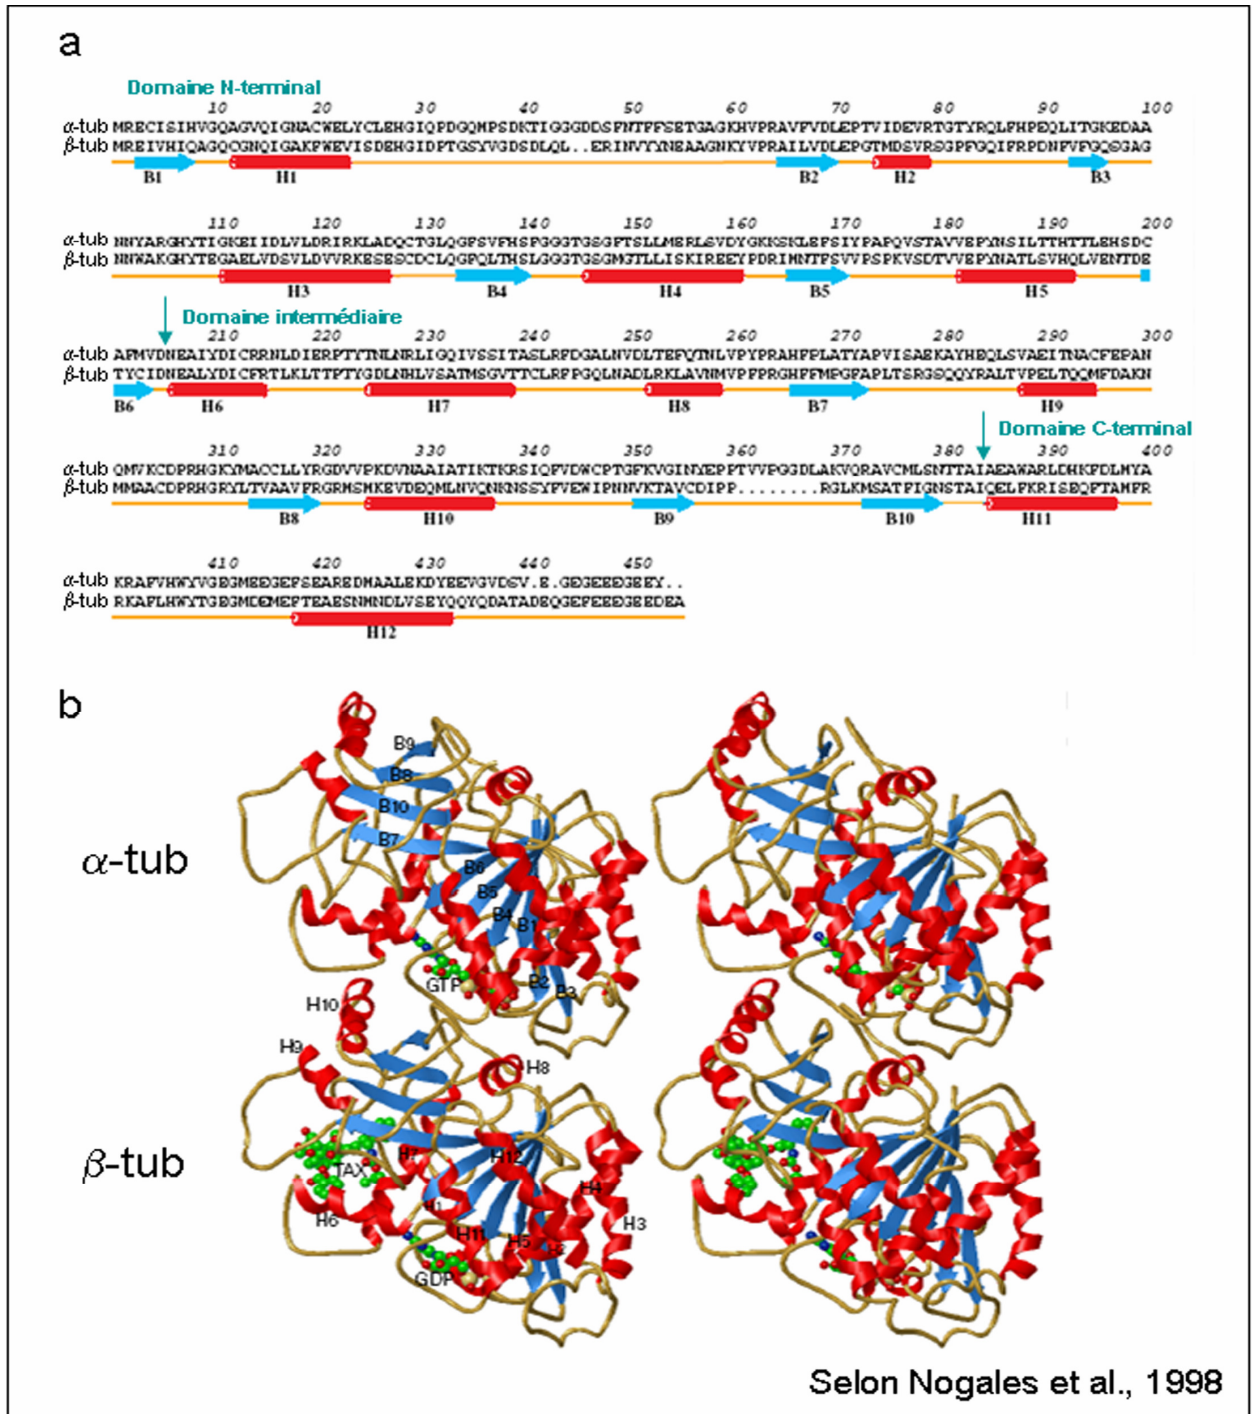 a
Domaine N-terminal
10 20 30 40 50 60 70 80 90 100
α-tub MRECISIHVGQAGVQIGNACWELYCLEHGIQPDGQMPSDKTIGGGDDSFNTFFSETGAGKHVPRAVFVDLEPTVIDEVRTGTYRQLFHPEQLITGKEDAA
β-tub MREIVHIQAGQCGNQIGAKFWEVISDEHGIDPTGSYVGDSDLQL..ERINVYYNEAAGNKYVPRAILVDLEPGTMDSVRSGPFGQIFRPDNFVFGQSGAG
B1 H1 B2 H2 B3
110 120 130 140 150 160 170 180 190 200
α-tub NNYARGHYTIGKEIIDLVLDRIRKLADQCTGLQGFSVFHSFGGGTGSGFTSLLMERLSVDYGKKSKLEFSIYPAPQVSTAVVEPYNSILTTHTTLEHSDC
β-tub NNWAKGHYTEGAELVDSVLDVVRKESESCDCLQGFQLTHSLGGGTGSGMGTLLISKIREEYPDRIMNTFSVVPSPKVSDTVVEPYNATLSVHQLVENTDE
H3 B4 H4 B5 H5
Domaine intermédiaire
210 220 230 240 250 260 270 280 290 300
α-tub AFMVDNEAIYDICRRNLDIERPTYTNLNRLIGQIVSSITASLRFDGALNVDLTEFQTNLVPYPRAHFPLATYAPVISAEKAYHEQLSVAEITNACFEPAN
β-tub TYCIDNEALYDICFRTLKLTTPTYGDLNHLVSATMSGVTTCLRFPGQLNADLRKLAVNMVPFPRGHFFMPGFAPLTSRGSQQYRALTVPELTQQMFDAKN
B6 H6 H7 H8 B7 H9
Domaine C-terminal
310 320 330 340 350 360 370 380 390 400
α-tub QMVKCDPRHGKYMACCLLYRGDVVPKDVNAAIATIKTKRSIQFVDWCPTGFKVGINYEPPTVVPGGDLAKVQRAVCMLSNTTAIAEAWARLDHKFDLMYA
β-tub MMAACDPRHGRYLTVAAVFRGRMSMKEVDEQMLNVQNKNSSYFVEWIPNNVKTAVCDIPP........RGLKMSATFIGNSTAIQELFKRISEQFTAMFR
B8 H10 B9 B10 H11
410 420 430 440 450
α-tub KRAFVHWYVGEGMEEGEFSEAREDMAALEKDYEEVGVDSV.E.GEGEEEGEEY..
β-tub RKAFLHWYTGEGMDEMEFTEAESNMNDLVSEYQQYQDATADEQGEFEEEGEEDEA
H12
b
B9
B8
B10
B7
α-tub
B6
B5
B4
B1
GTP
B2
B3
H10
H9
H8
β-tub
H7
H12
TAX
H4
H6
H1
H3
H11
H5
H2
GDP
Selon Nogales et al., 1998